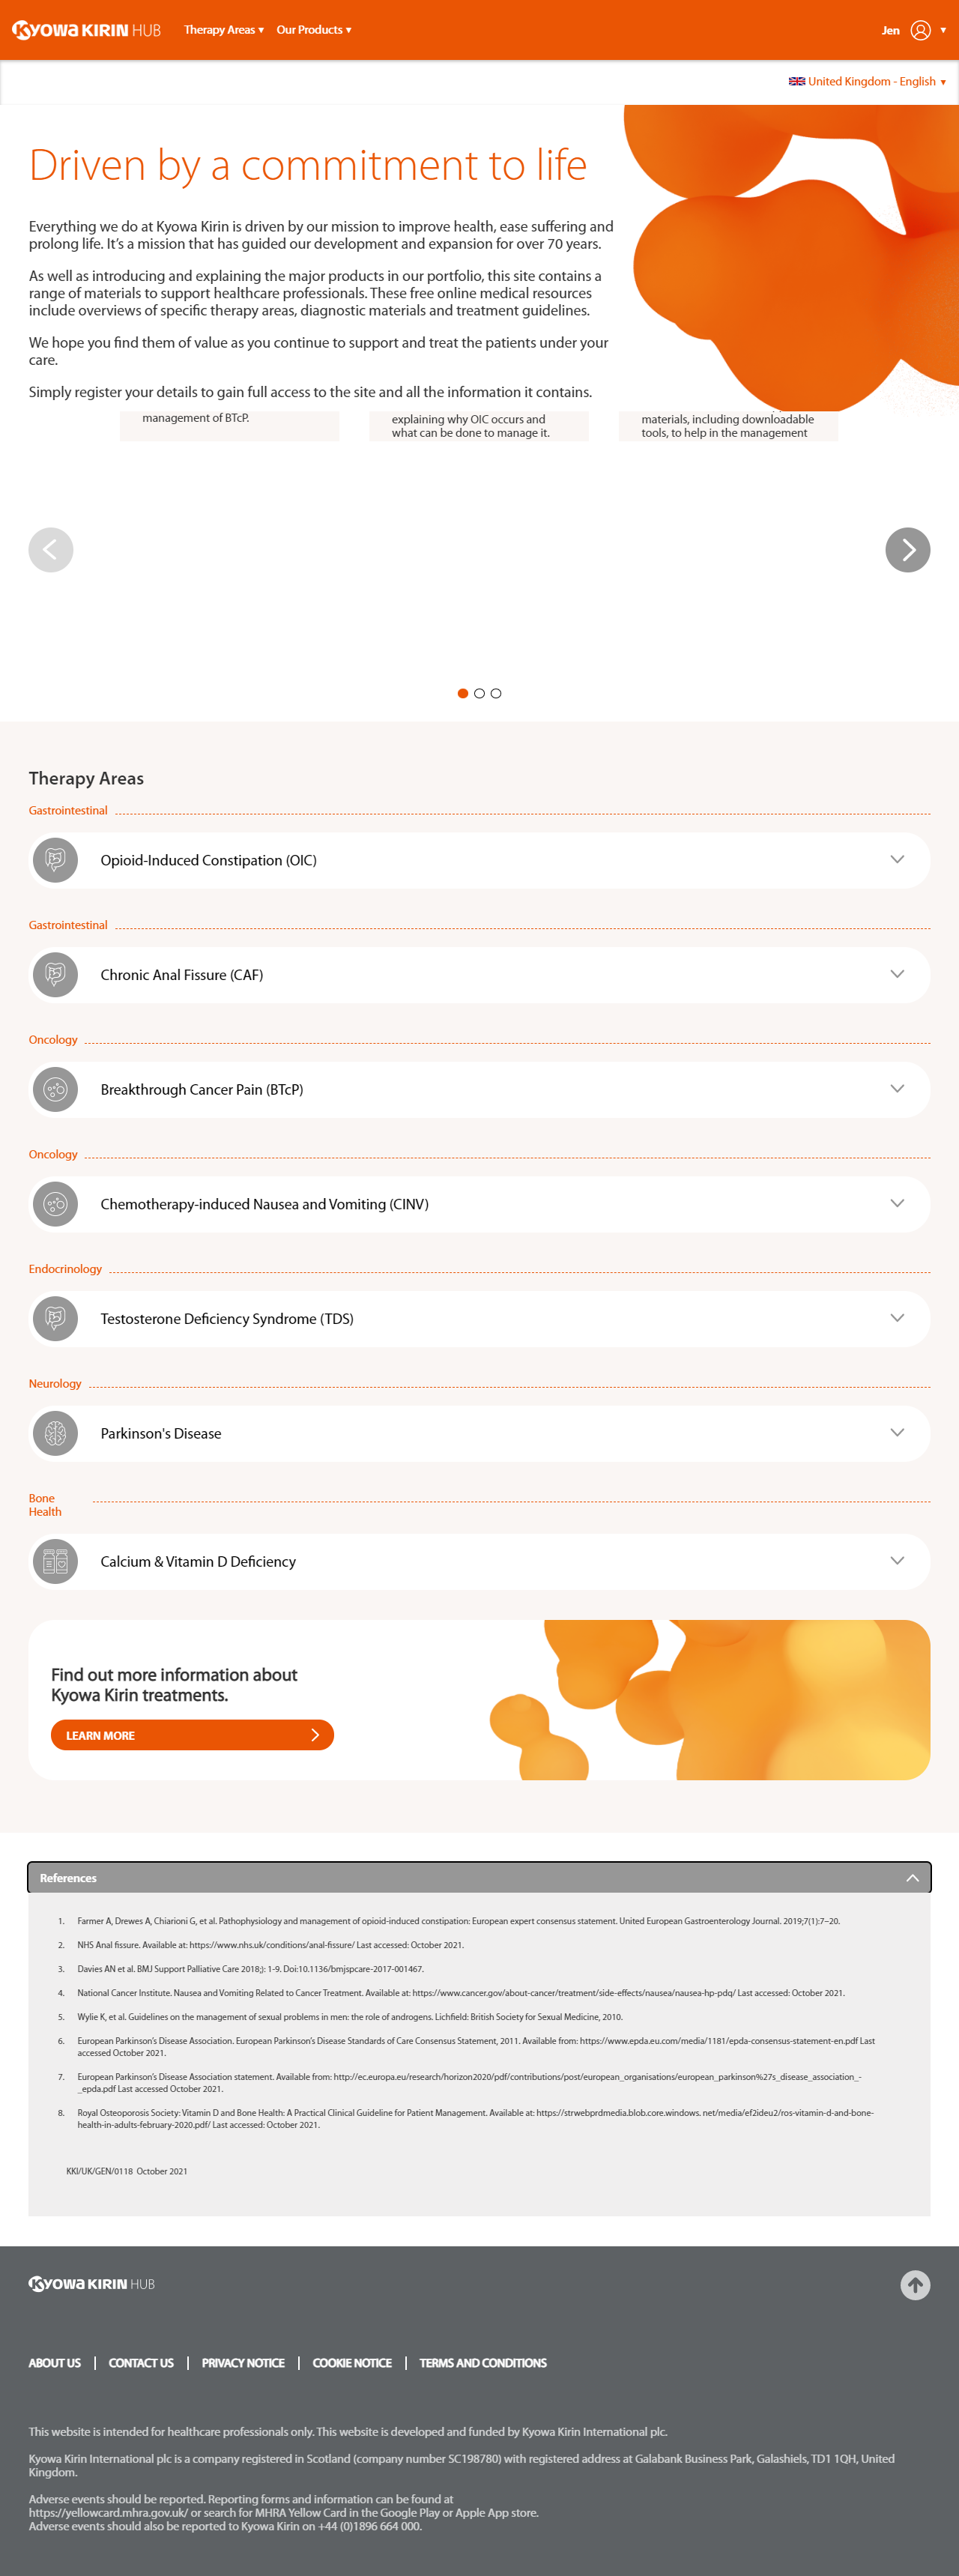 KYOWA KIRIN HUB
Therapy Areas ▼ Our Products ▼
Jen ▼
United Kingdom - English ▼
Driven by a commitment to life
Everything we do at Kyowa Kirin is driven by our mission to improve health, ease suffering and
prolong life. It’s a mission that has guided our development and expansion for over 70 years.
As well as introducing and explaining the major products in our portfolio, this site contains a
range of materials to support healthcare professionals. These free online medical resources
include overviews of specific therapy areas, diagnostic materials and treatment guidelines.
We hope you find them of value as you continue to support and treat the patients under your
care.
Simply register your details to gain full access to the site and all the information it contains.
management of BTcP.
explaining why OIC occurs and
what can be done to manage it.
materials, including downloadable
tools, to help in the management
Therapy Areas
Gastrointestinal
Opioid-Induced Constipation (OIC)
Gastrointestinal
Chronic Anal Fissure (CAF)
Oncology
Breakthrough Cancer Pain (BTcP)
Oncology
Chemotherapy-induced Nausea and Vomiting (CINV)
Endocrinology
Testosterone Deficiency Syndrome (TDS)
Neurology
Parkinson's Disease
Bone
Health
Calcium & Vitamin D Deficiency
Find out more information about
Kyowa Kirin treatments.
LEARN MORE
References
1. Farmer A, Drewes A, Chiarioni G, et al. Pathophysiology and management of opioid-induced constipation: European expert consensus statement. United European Gastroenterology Journal. 2019;7(1):7–20.
2. NHS Anal fissure. Available at: https://www.nhs.uk/conditions/anal-fissure/ Last accessed: October 2021.
3. Davies AN et al. BMJ Support Palliative Care 2018;): 1-9. Doi:10.1136/bmjspcare-2017-001467.
4. National Cancer Institute. Nausea and Vomiting Related to Cancer Treatment. Available at: https://www.cancer.gov/about-cancer/treatment/side-effects/nausea/nausea-hp-pdq/ Last accessed: October 2021.
5. Wylie K, et al. Guidelines on the management of sexual problems in men: the role of androgens. Lichfield: British Society for Sexual Medicine, 2010.
6. European Parkinson’s Disease Association. European Parkinson’s Disease Standards of Care Consensus Statement, 2011. Available from: https://www.epda.eu.com/media/1181/epda-consensus-statement-en.pdf Last
accessed October 2021.
7. European Parkinson’s Disease Association statement. Available from: http://ec.europa.eu/research/horizon2020/pdf/contributions/post/european_organisations/european_parkinson%27s_disease_association_-
_epda.pdf Last accessed October 2021.
8. Royal Osteoporosis Society: Vitamin D and Bone Health: A Practical Clinical Guideline for Patient Management. Available at: https://strwebprdmedia.blob.core.windows. net/media/ef2ideu2/ros-vitamin-d-and-bone-
health-in-adults-february-2020.pdf/ Last accessed: October 2021.
KKI/UK/GEN/0118 October 2021
KYOWA KIRIN HUB
ABOUT US | CONTACT US | PRIVACY NOTICE | COOKIE NOTICE | TERMS AND CONDITIONS
This website is intended for healthcare professionals only. This website is developed and funded by Kyowa Kirin International plc.
Kyowa Kirin International plc is a company registered in Scotland (company number SC198780) with registered address at Galabank Business Park, Galashiels, TD1 1QH, United
Kingdom.
Adverse events should be reported. Reporting forms and information can be found at
https://yellowcard.mhra.gov.uk/ or search for MHRA Yellow Card in the Google Play or Apple App store.
Adverse events should also be reported to Kyowa Kirin on +44 (0)1896 664 000.